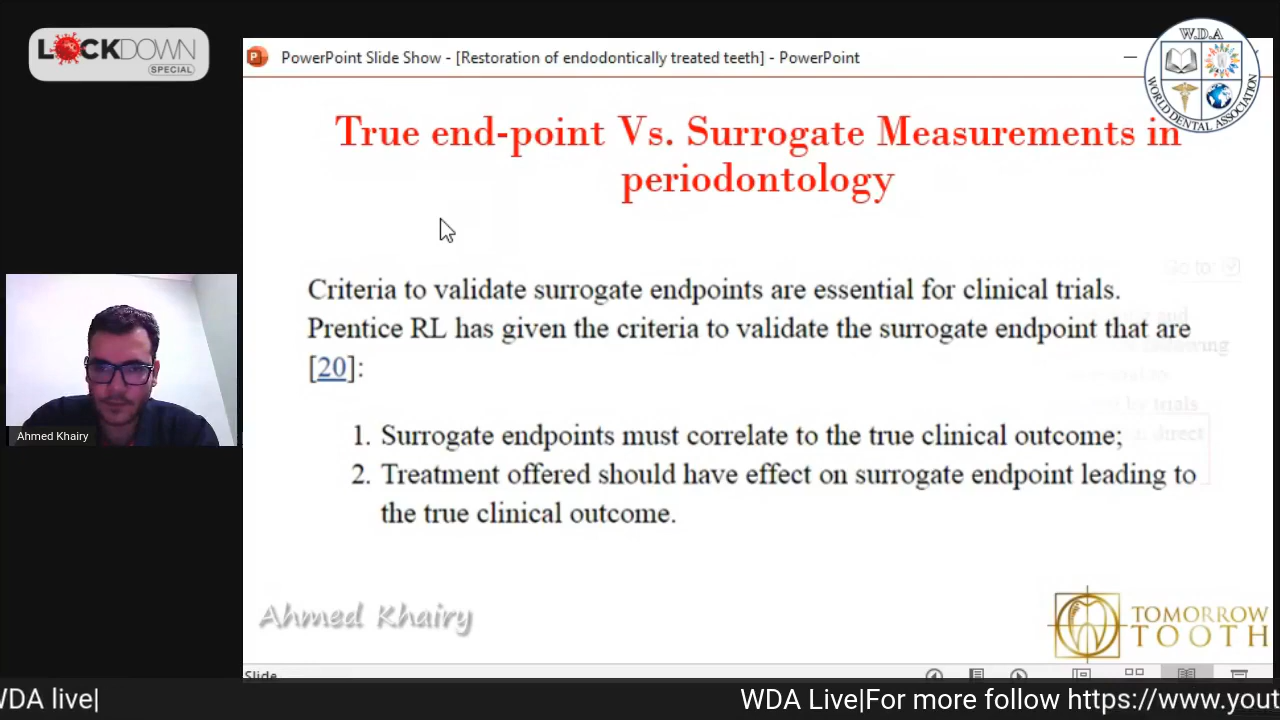 LOCKDOWN
SPECIAL
PowerPoint Slide Show - [Restoration of endodontically treated teeth] - PowerPoint
W.D.A
WORLD DENTAL ASSOCIATION
True end-point Vs. Surrogate Measurements in
periodontology
Go to:
Criteria to validate surrogate endpoints are essential for clinical trials.
Prentice RL has given the criteria to validate the surrogate endpoint that are
[20]:
1. Surrogate endpoints must correlate to the true clinical outcome;
2. Treatment offered should have effect on surrogate endpoint leading to
the true clinical outcome.
Ahmed Khairy
Ahmed Khairy
TOMORROW
TOOTH
Slide
WDA live|
WDA Live|For more follow https://www.yout